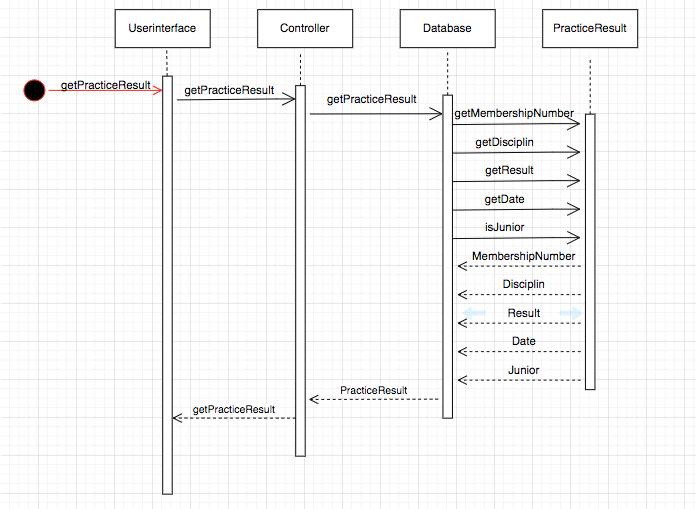 Userinterface
Controller
Database
PracticeResult
getPracticeResult
getPracticeResult
getPracticeResult
getMembershipNumber
getDisciplin
getResult
getDate
isJunior
MembershipNumber
Disciplin
Result
Date
Junior
PracticeResult
getPracticeResult